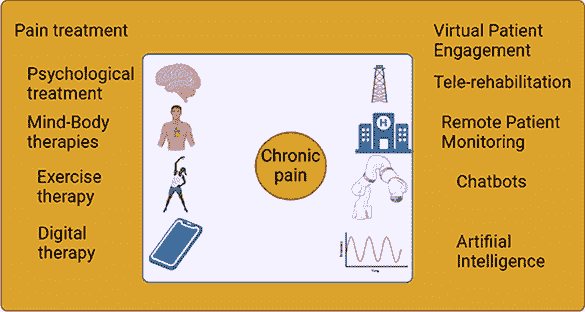 Pain treatment
Psychological
treatment
Mind-Body
therapies
Exercise
therapy
Digital
therapy
Chronic
pain
H
Virtual Patient
Engagement
Tele-rehabilitation
Remote Patient
Monitoring
Chatbots
Artifiial
Intelligence